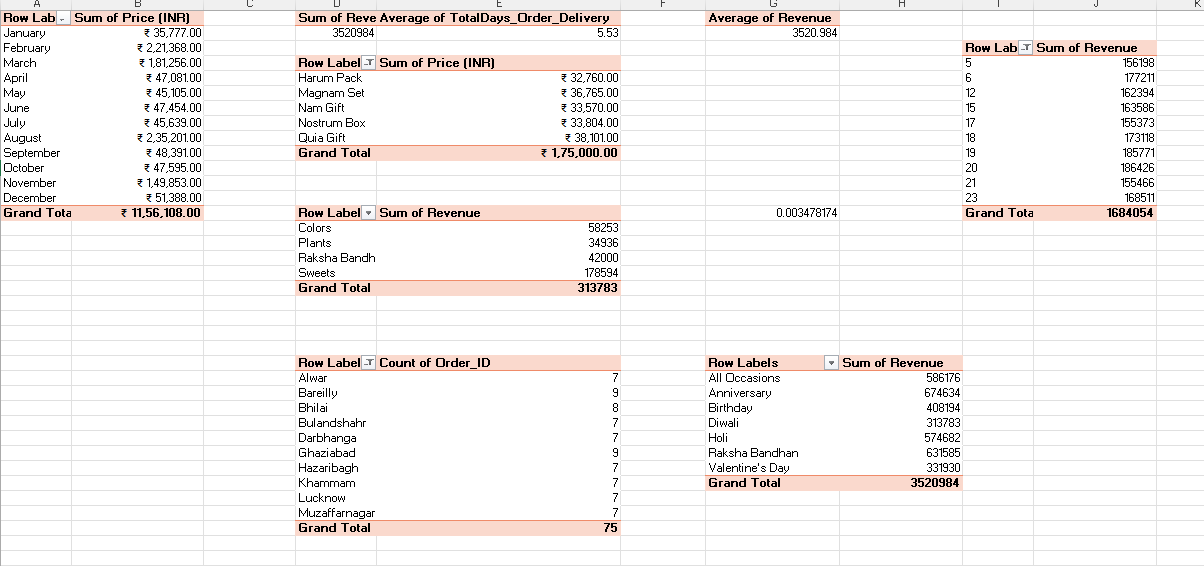 A B C D E F G H I J K
Row Lab Sum of Price (INR)
January ₹ 35,777.00
February ₹ 2,21,368.00
March ₹ 1,81,256.00
April ₹ 47,081.00
May ₹ 45,105.00
June ₹ 47,454.00
July ₹ 45,639.00
August ₹ 2,35,201.00
September ₹ 48,391.00
October ₹ 47,595.00
November ₹ 1,49,853.00
December ₹ 51,388.00
Grand Tota ₹ 11,56,108.00
Sum of Reve Average of TotalDays_Order_Delivery
3520984 5.53
Row Label Sum of Price (INR)
Harum Pack ₹ 32,760.00
Magnam Set ₹ 36,765.00
Nam Gift ₹ 33,570.00
Nostrum Box ₹ 33,804.00
Quia Gift ₹ 38,101.00
Grand Total ₹ 1,75,000.00
Row Label Sum of Revenue
Colors 58253
Plants 34936
Raksha Bandh 42000
Sweets 178594
Grand Total 313783
Row Label Count of Order_ID
Alwar 7
Bareilly 9
Bhilai 8
Bulandshahr 7
Darbhanga 7
Ghaziabad 9
Hazaribagh 7
Khammam 7
Lucknow 7
Muzaffarnagar 7
Grand Total 75
Average of Revenue
3520.984
0.003478174
Row Labels Sum of Revenue
All Occasions 586176
Anniversary 674634
Birthday 408194
Diwali 313783
Holi 574682
Raksha Bandhan 631585
Valentine's Day 331930
Grand Total 3520984
Row Lab Sum of Revenue
5 156198
6 177211
12 162394
15 163586
17 155373
18 173118
19 185771
20 186426
21 155466
23 168511
Grand Tota 1684054